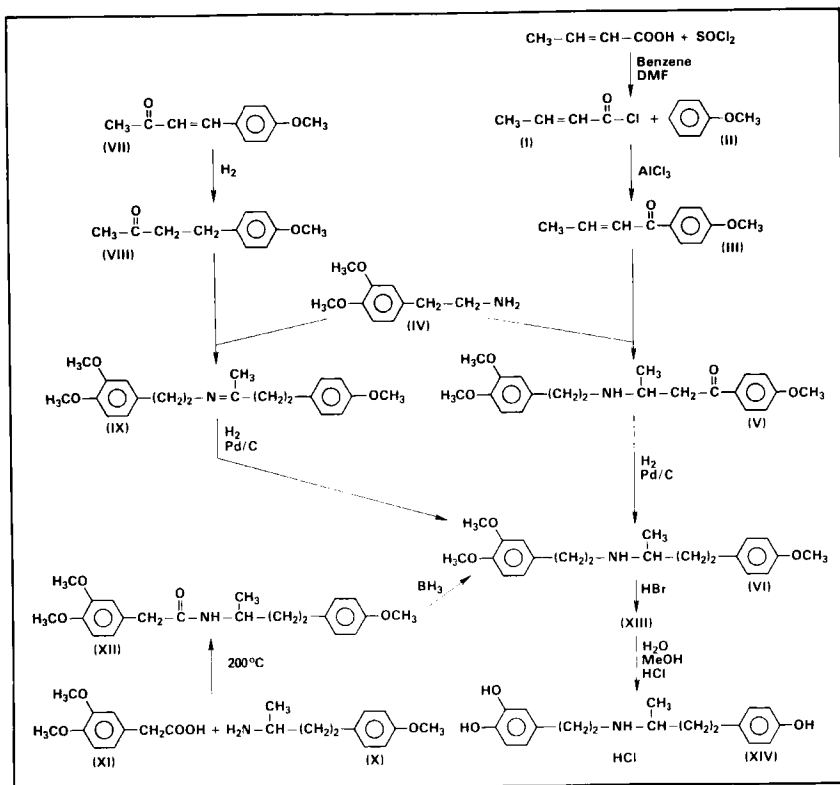 CH₃-CH=CH-COOH + SOCl₂
Benzene
DMF
O
CH₃-C-CH=CH- -OCH₃
(VII)
O
CH₃-CH=CH-C-Cl + OCH₃
(I) (II)
H₂
AlCl₃
O
CH₃-C-CH₂-CH₂- -OCH₃
(VIII)
O
CH₃-CH=CH-C- -OCH₃
(III)
H₃CO
H₃CO -CH₂-CH₂-NH₂
(IV)
H₃CO CH₃
H₃CO -(CH₂)₂-N=C-(CH₂)₂- -OCH₃
(IX)
H₃CO CH₃ O
H₃CO -(CH₂)₂-NH-CH-CH₂-C- -OCH₃
(V)
H₂
Pd/C
H₂
Pd/C
H₃CO CH₃
H₃CO -(CH₂)₂-NH-CH-(CH₂)₂- -OCH₃
(VI)
H₃CO O CH₃
H₃CO -CH₂-C-NH-CH-(CH₂)₂- -OCH₃
(XII)
BH₃
HBr
(XIII)
H₂O
MeOH
HCl
200°C
H₃CO CH₃
H₃CO -CH₂COOH + H₂N-CH-(CH₂)₂- -OCH₃
(XI) (X)
HO CH₃
HO -(CH₂)₂-NH-CH-(CH₂)₂- -OH
HCl (XIV)